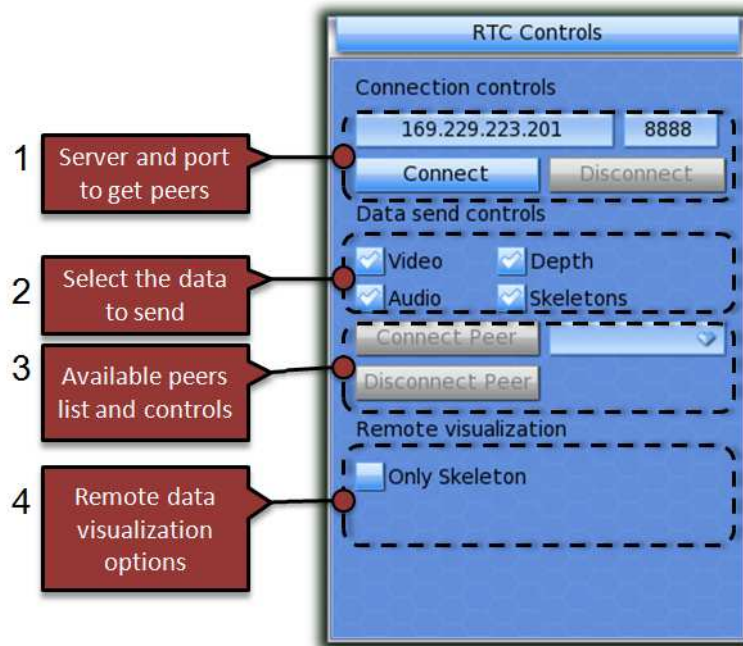 RTC Controls
Connection controls
169.229.223.201 8888
Connect Disconnect
Data send controls
Video Depth
Audio Skeletons
Connect Peer
Disconnect Peer
Remote visualization
Only Skeleton
1
Server and port
to get peers
2
Select the data
to send
3
Available peers
list and controls
4
Remote data
visualization
options